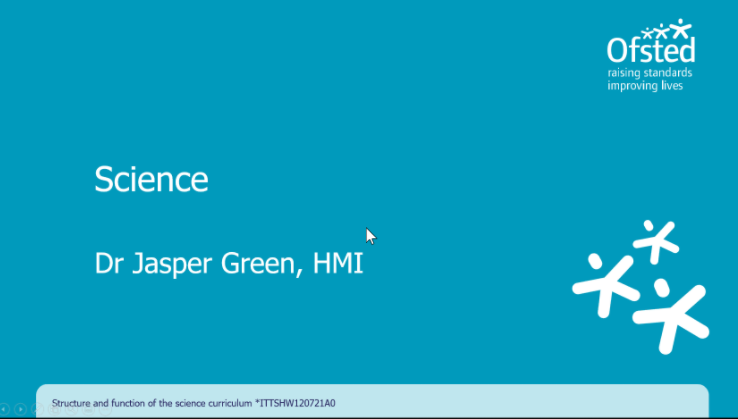 Ofsted
raising standards
improving lives
Science
Dr Jasper Green, HMI
Structure and function of the science curriculum *ITTSHW120721A0